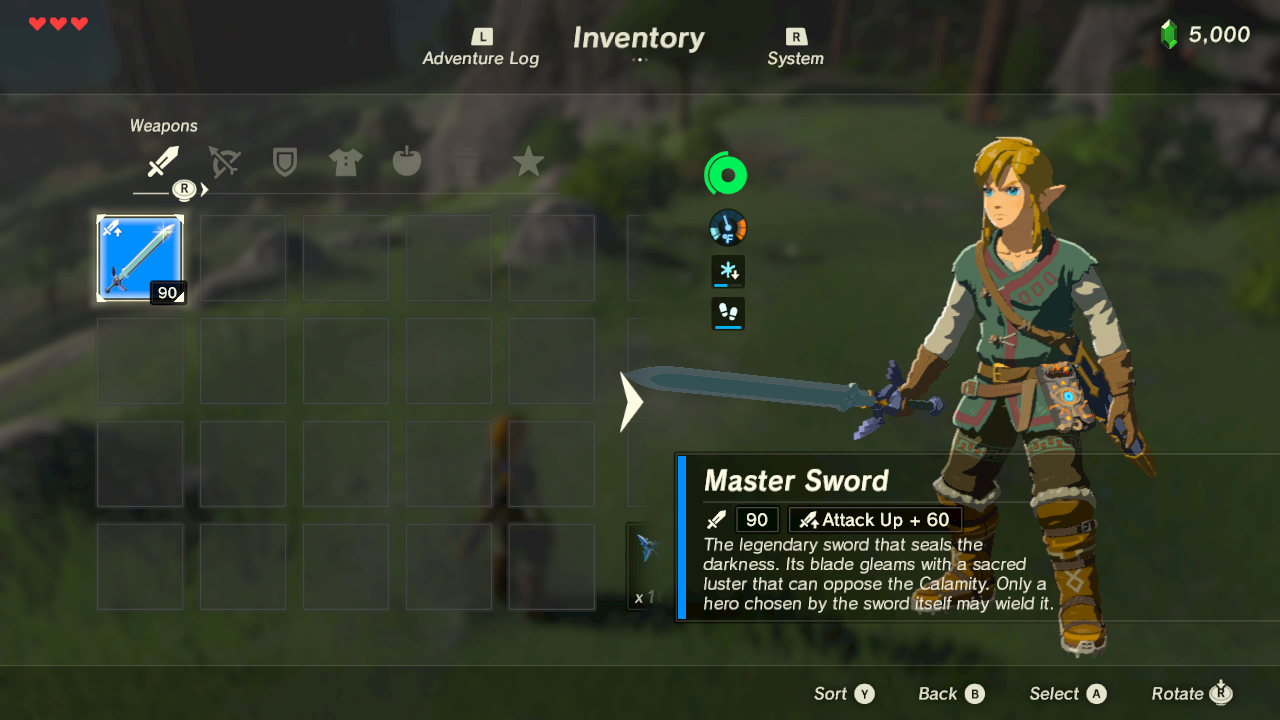 L
Adventure Log
Inventory
R
System
5,000
Weapons
R
90
°F
x 1
Master Sword
90
Attack Up + 60
The legendary sword that seals the
darkness. Its blade gleams with a sacred
luster that can oppose the Calamity. Only a
hero chosen by the sword itself may wield it.
Sort Y
Back B
Select A
Rotate R